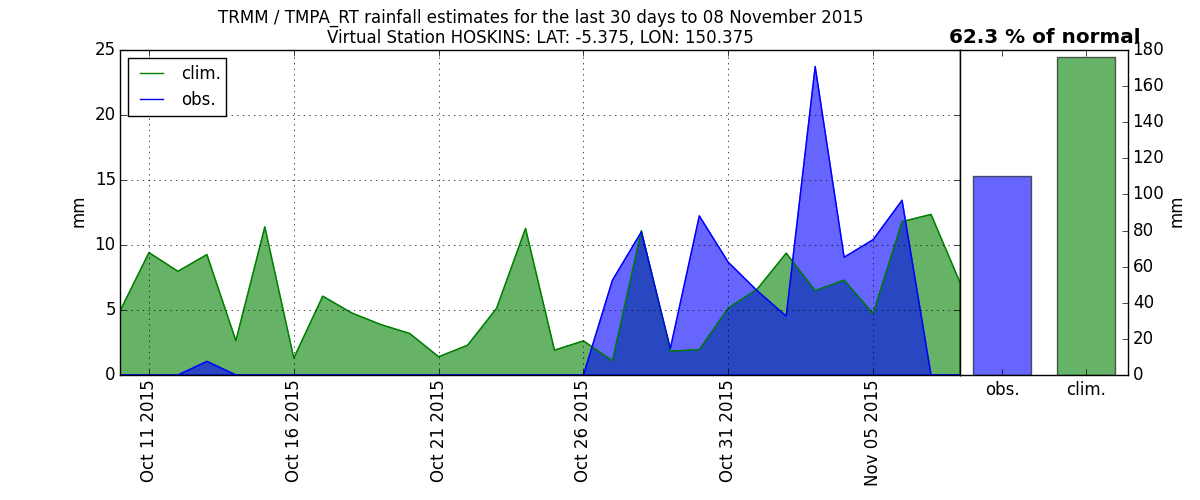 TRMM / TMPA_RT rainfall estimates for the last 30 days to 08 November 2015
Virtual Station HOSKINS: LAT: -5.375, LON: 150.375
62.3 % of normal
clim.
obs.
25
20
15
10
5
0
mm
Oct 11 2015
Oct 16 2015
Oct 21 2015
Oct 26 2015
Oct 31 2015
Nov 05 2015
180
160
140
120
100
80
60
40
20
0
mm
obs.
clim.